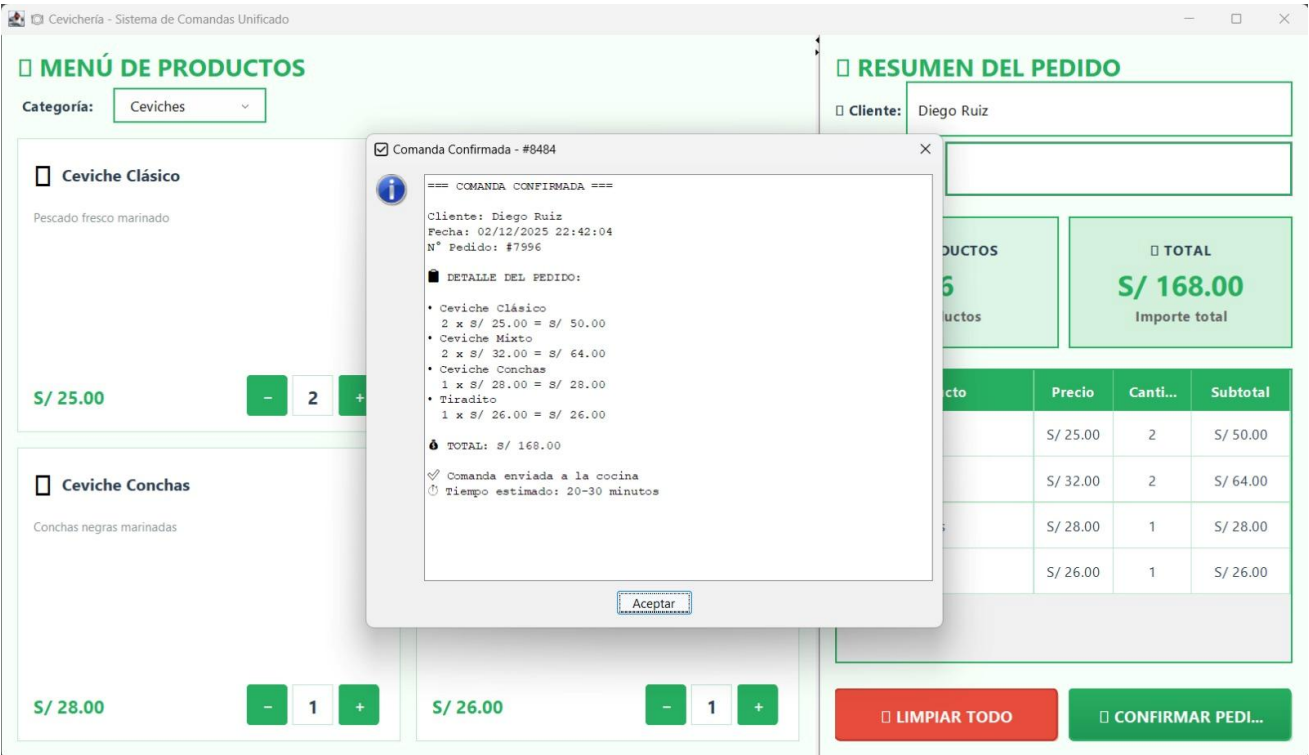 Cevichería - Sistema de Comandas Unificado
MENÚ DE PRODUCTOS
Categoría: Ceviches
Ceviche Clásico
Pescado fresco marinado
S/ 25.00 - 2 +
Ceviche Conchas
Conchas negras marinadas
S/ 28.00 - 1 +
S/ 26.00 - 1 +
Comanda Confirmada - #8484
=== COMANDA CONFIRMADA ===
Cliente: Diego Ruiz
Fecha: 02/12/2025 22:42:04
N° Pedido: #7996
DETALLE DEL PEDIDO:
• Ceviche Clásico
2 x S/ 25.00 = S/ 50.00
• Ceviche Mixto
2 x S/ 32.00 = S/ 64.00
• Ceviche Conchas
1 x S/ 28.00 = S/ 28.00
• Tiradito
1 x S/ 26.00 = S/ 26.00
TOTAL: S/ 168.00
Comanda enviada a la cocina
Tiempo estimado: 20-30 minutos
Aceptar
RESUMEN DEL PEDIDO
Cliente: Diego Ruiz
TOTAL
S/ 168.00
Importe total
Precio Canti... Subtotal
S/ 25.00 2 S/ 50.00
S/ 32.00 2 S/ 64.00
S/ 28.00 1 S/ 28.00
S/ 26.00 1 S/ 26.00
LIMPIAR TODO
CONFIRMAR PEDI...